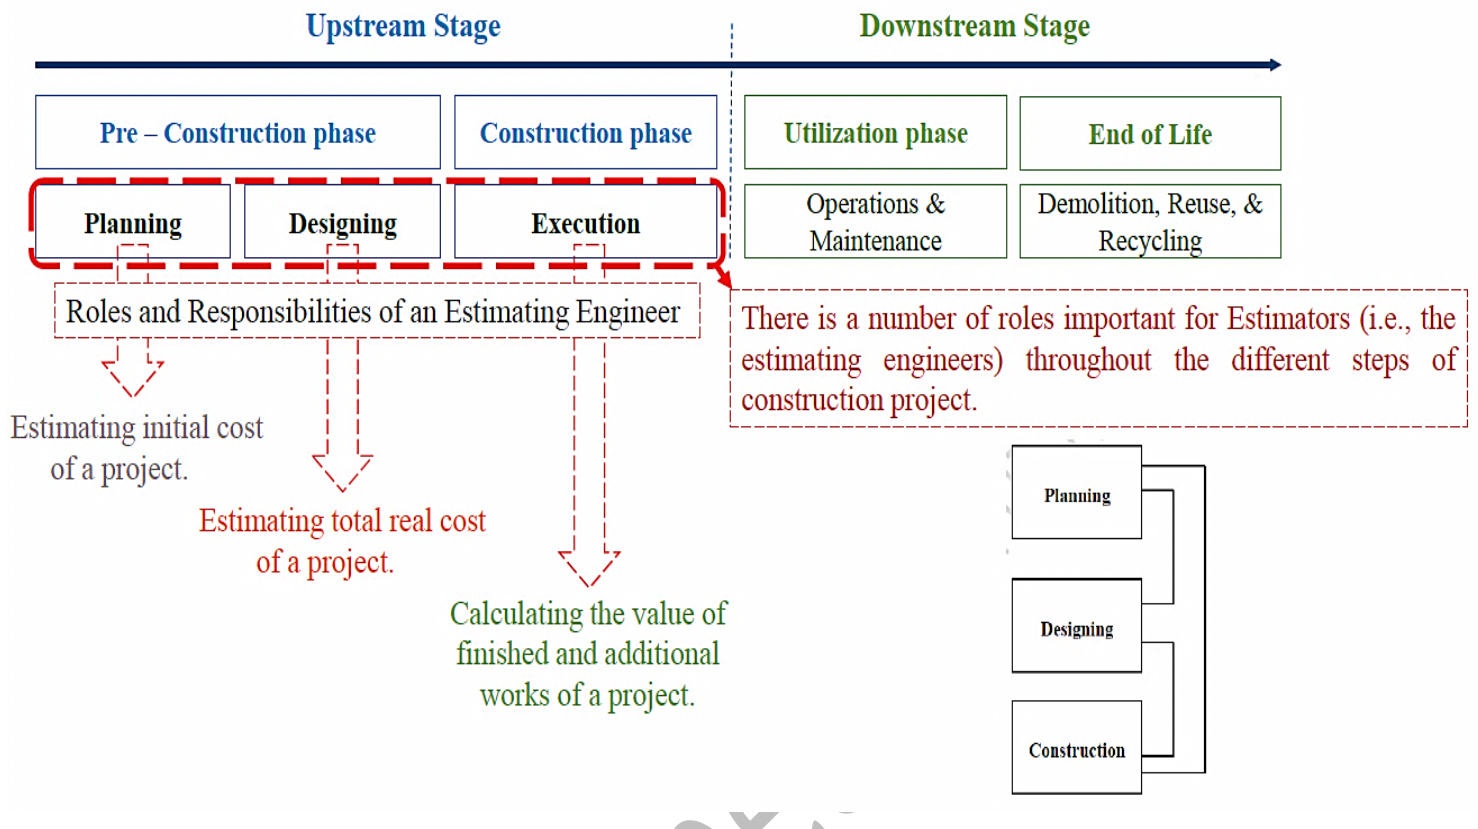 Upstream Stage
Downstream Stage
Pre – Construction phase
Construction phase
Utilization phase
End of Life
Planning
Designing
Execution
Operations &
Maintenance
Demolition, Reuse, &
Recycling
Roles and Responsibilities of an Estimating Engineer
There is a number of roles important for Estimators (i.e., the
estimating engineers) throughout the different steps of
construction project.
Estimating initial cost
of a project.
Estimating total real cost
of a project.
Calculating the value of
finished and additional
works of a project.
Planning
Designing
Construction